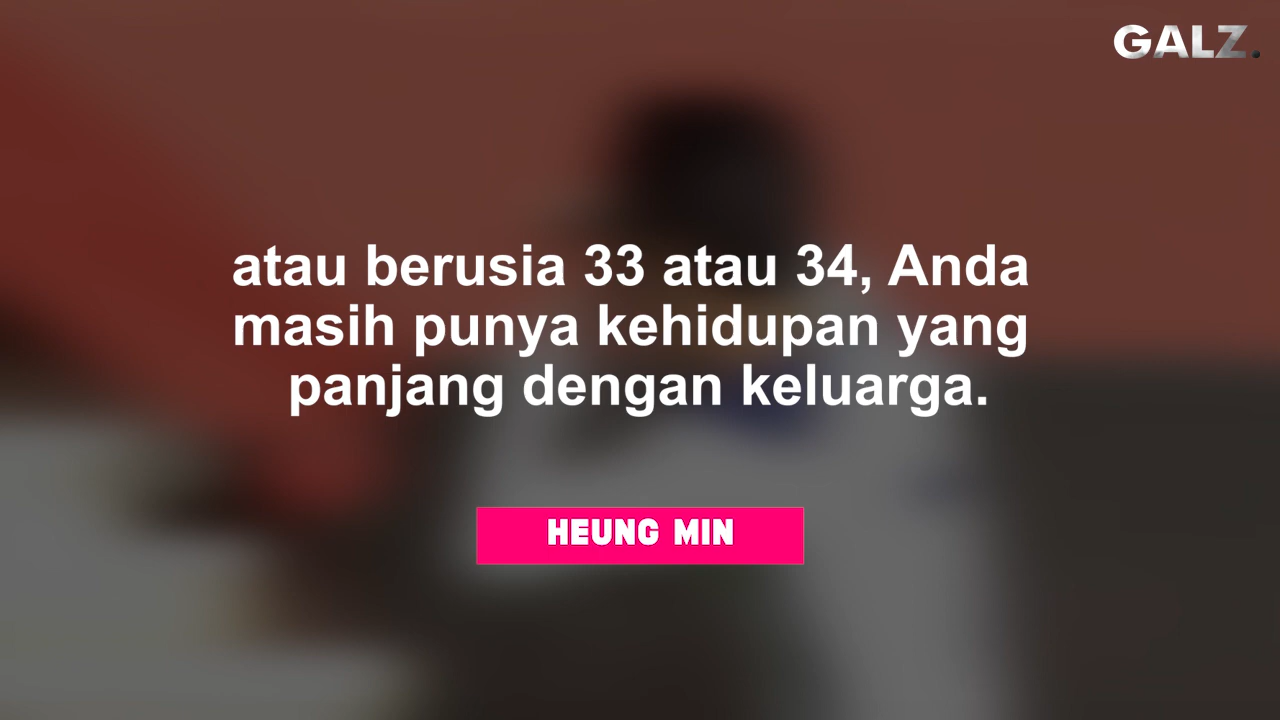 GALZ.
atau berusia 33 atau 34, Anda
masih punya kehidupan yang
panjang dengan keluarga.
HEUNG MIN